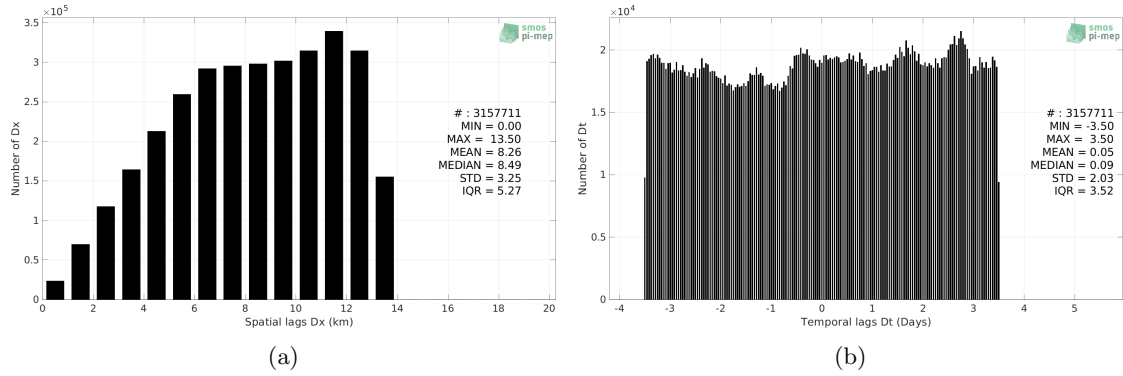 ×10⁵
3.5
3
2.5
2
1.5
1
0.5
0
Number of Dx
smos
pi-mep
# : 3157711
MIN = 0.00
MAX = 13.50
MEAN = 8.26
MEDIAN = 8.49
STD = 3.25
IQR = 5.27
0 2 4 6 8 10 12 14 16 18 20
Spatial lags Dx (km)
(a)
×10⁴
2
1.5
1
0.5
0
Number of Dt
smos
pi-mep
# : 3157711
MIN = -3.50
MAX = 3.50
MEAN = 0.05
MEDIAN = 0.09
STD = 2.03
IQR = 3.52
-4 -3 -2 -1 0 1 2 3 4 5
Temporal lags Dt (Days)
(b)